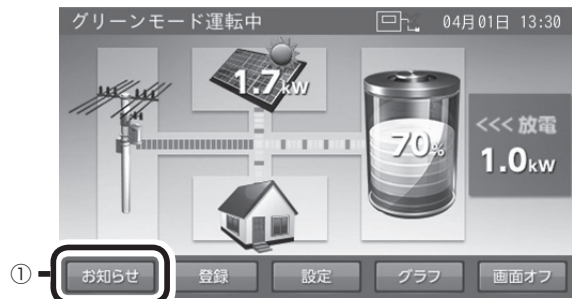 グリーンモード運転中 04月01日 13:30
1.7kW
70%
<<< 放電
1.0kW
① お知らせ 登録 設定 グラフ 画面オフ